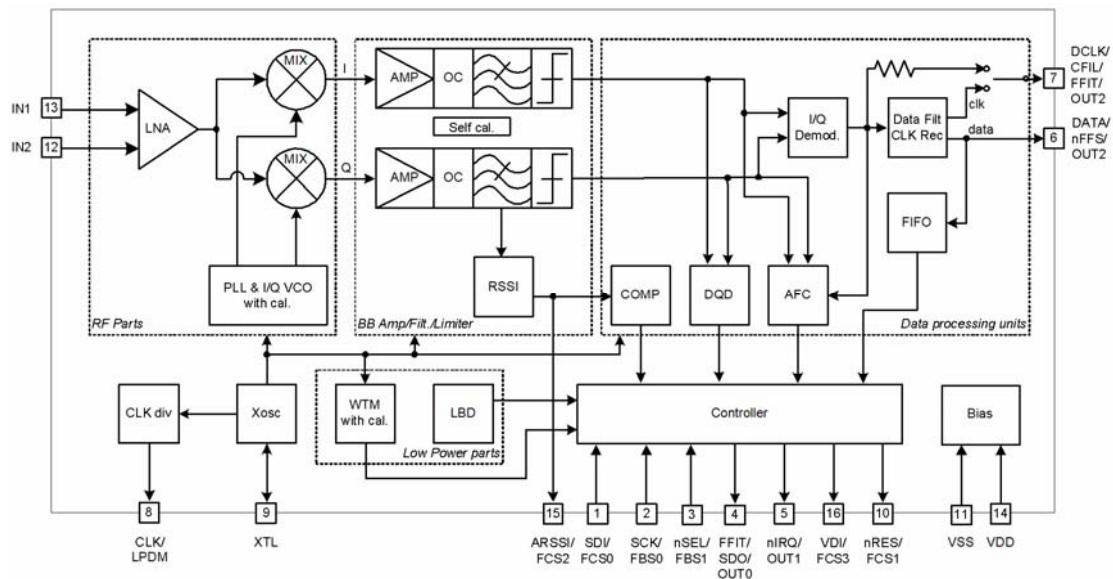 MIX
I
AMP
OC
DCLK/
CFIL/
FFIT/
OUT2
7
clk
IN1
13
LNA
Self cal.
I/Q
Demod.
Data Filt
CLK Rec
data
6
DATA/
nFFS/
OUT2
IN2
12
MIX
Q
AMP
OC
FIFO
PLL & I/Q VCO
with cal.
RSSI
COMP
DQD
AFC
RF Parts
BB Amp/Filt./Limiter
Data processing units
CLK div
Xosc
WTM
with cal.
LBD
Low Power parts
Controller
Bias
8
9
15
1
2
3
4
5
16
10
11
14
CLK/
LPDM
XTL
ARSSI/
FCS2
SDI/
FCS0
SCK/
FBS0
nSEL/
FBS1
FFIT/
SDO/
OUT0
nIRQ/
OUT1
VDI/
FCS3
nRES/
FCS1
VSS
VDD